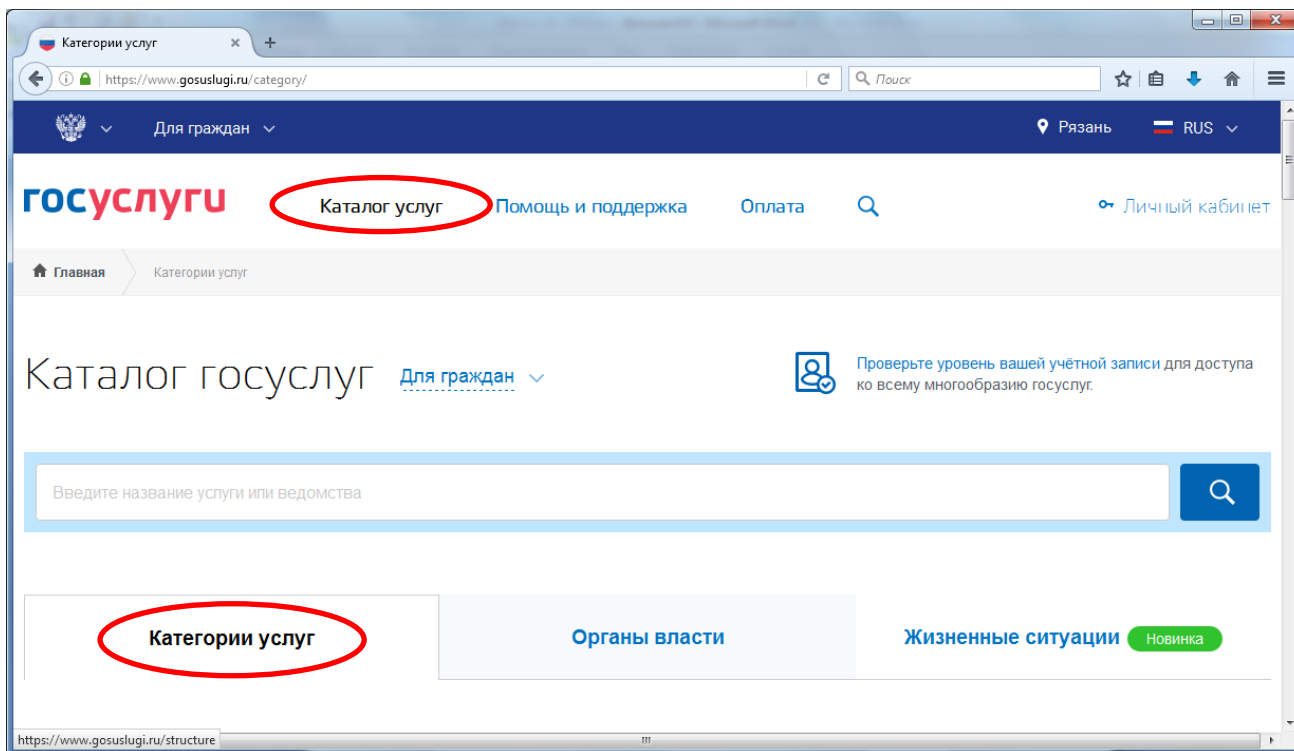 Категории услуг
https://www.gosuslugi.ru/category/
Поиск
Для граждан
Рязань
RUS
госуслуги
Каталог услуг
Помощь и поддержка
Оплата
Личный кабинет
Главная
Категории услуг
Каталог госуслуг
Для граждан
Проверьте уровень вашей учётной записи для доступа
ко всему многообразию госуслуг.
Введите название услуги или ведомства
Категории услуг
Органы власти
Жизненные ситуации
Новинка
https://www.gosuslugi.ru/structure